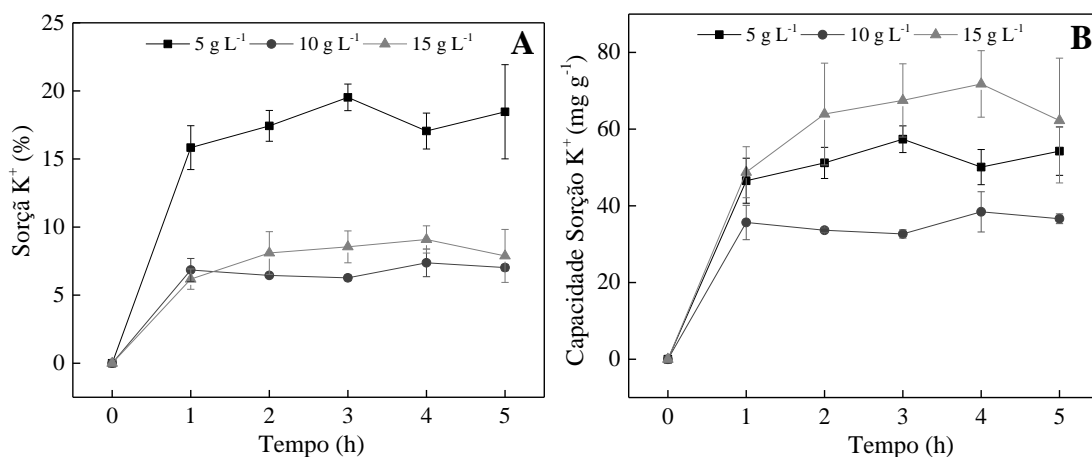 A
5 g L⁻¹ 10 g L⁻¹ 15 g L⁻¹
25
20
15
10
5
0
Sorçã K⁺ (%)
0 1 2 3 4 5
Tempo (h)
B
5 g L⁻¹ 10 g L⁻¹ 15 g L⁻¹
80
60
40
20
0
Capacidade Sorção K⁺ (mg g⁻¹)
0 1 2 3 4 5
Tempo (h)